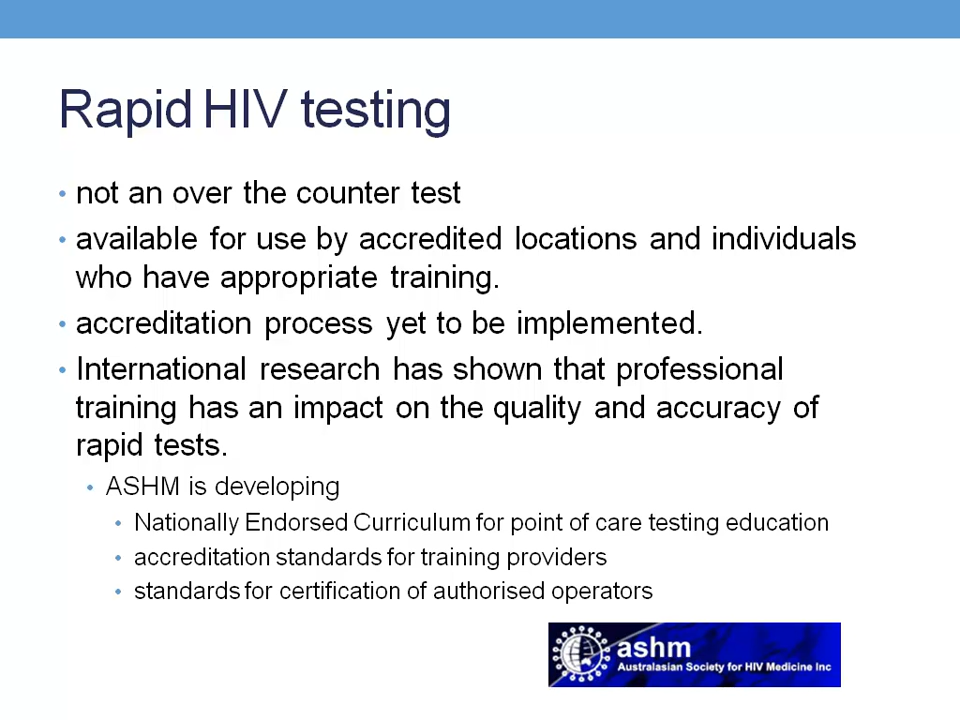 Rapid HIV testing
• not an over the counter test
• available for use by accredited locations and individuals
who have appropriate training.
• accreditation process yet to be implemented.
• International research has shown that professional
training has an impact on the quality and accuracy of
rapid tests.
• ASHM is developing
• Nationally Endorsed Curriculum for point of care testing education
• accreditation standards for training providers
• standards for certification of authorised operators
ashm
Australasian Society for HIV Medicine Inc